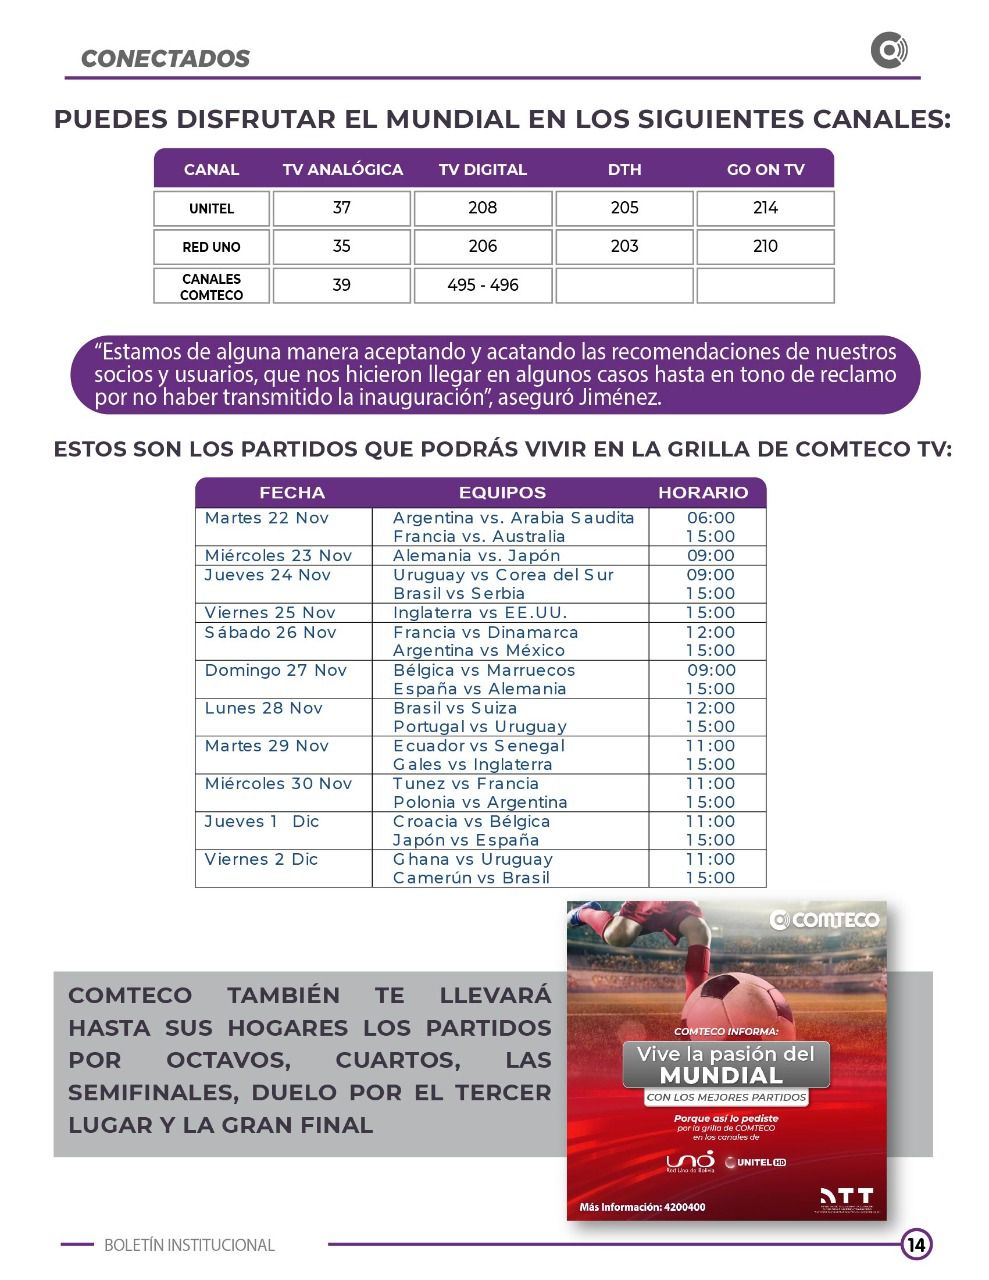 CONECTADOS
PUEDES DISFRUTAR EL MUNDIAL EN LOS SIGUIENTES CANALES:
CANAL TV ANALÓGICA TV DIGITAL DTH GO ON TV
UNITEL 37 208 205 214
RED UNO 35 206 203 210
CANALES
COMTECO 39 495 - 496
“Estamos de alguna manera aceptando y acatando las recomendaciones de nuestros
socios y usuarios, que nos hicieron llegar en algunos casos hasta en tono de reclamo
por no haber transmitido la inauguración”, aseguró Jiménez.
ESTOS SON LOS PARTIDOS QUE PODRÁS VIVIR EN LA GRILLA DE COMTECO TV:
FECHA EQUIPOS HORARIO
Martes 22 Nov Argentina vs. Arabia Saudita 06:00
Francia vs. Australia 15:00
Miércoles 23 Nov Alemania vs. Japón 09:00
Jueves 24 Nov Uruguay vs Corea del Sur 09:00
Brasil vs Serbia 15:00
Viernes 25 Nov Inglaterra vs EE.UU. 15:00
Sábado 26 Nov Francia vs Dinamarca 12:00
Argentina vs México 15:00
Domingo 27 Nov Bélgica vs Marruecos 09:00
España vs Alemania 15:00
Lunes 28 Nov Brasil vs Suiza 12:00
Portugal vs Uruguay 15:00
Martes 29 Nov Ecuador vs Senegal 11:00
Gales vs Inglaterra 15:00
Miércoles 30 Nov Tunez vs Francia 11:00
Polonia vs Argentina 15:00
Jueves 1 Dic Croacia vs Bélgica 11:00
Japón vs España 15:00
Viernes 2 Dic Ghana vs Uruguay 11:00
Camerún vs Brasil 15:00
COMTECO TAMBIÉN TE LLEVARÁ
HASTA SUS HOGARES LOS PARTIDOS
POR OCTAVOS, CUARTOS, LAS
SEMIFINALES, DUELO POR EL TERCER
LUGAR Y LA GRAN FINAL
COMTECO
COMTECO INFORMA:
Vive la pasión del
MUNDIAL
CON LOS MEJORES PARTIDOS
Porque así lo pediste
por la grilla de COMTECO
en los canales de
uno
Red Uno de Bolivia
UNITEL HD
Más Información: 4200400
ATT
BOLETÍN INSTITUCIONAL
14